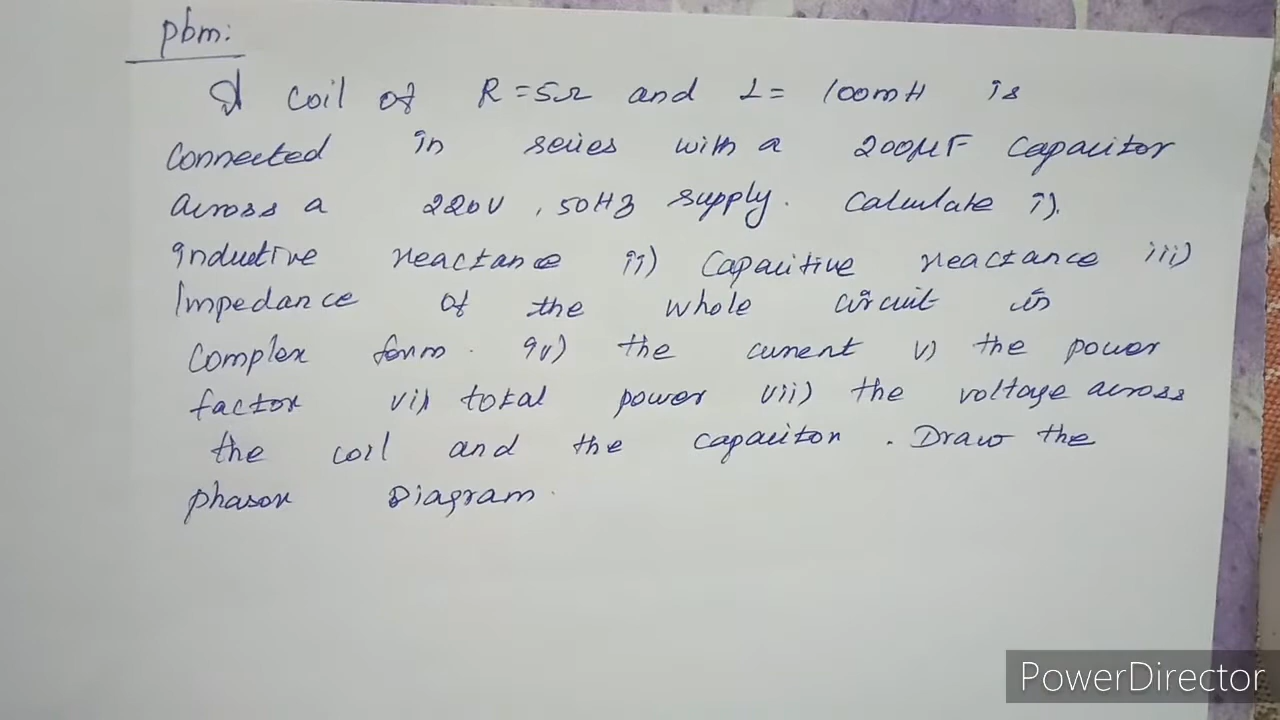 pbm:
A coil of R = 5Ω and L = 100mH is
connected in series with a 200μF capacitor
across a 220V, 50Hz supply. Calculate i).
inductive reactance ii) capacitive reactance iii)
Impedance of the whole circuit in
complex form. iv) the current v) the power
factor vi) total power vii) the voltage across
the coil and the capacitor. Draw the
phasor Diagram.
PowerDirector